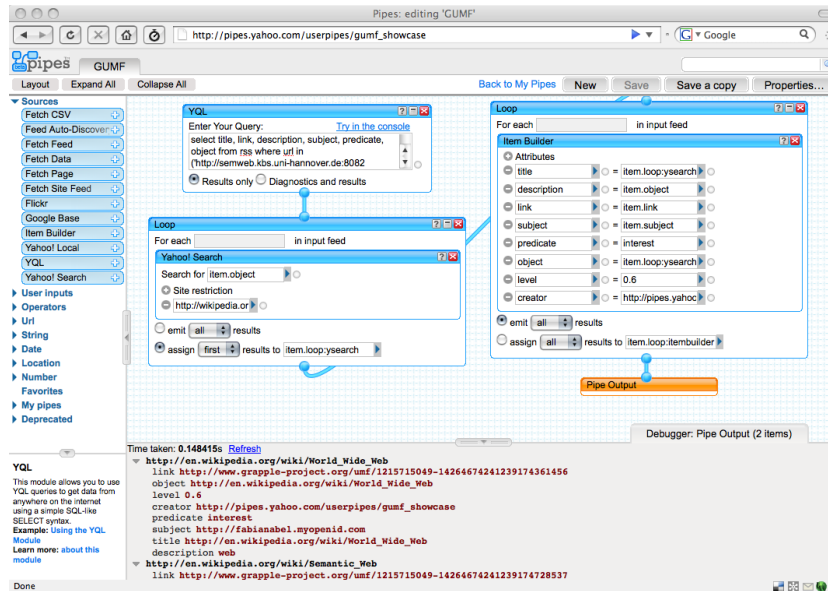 Pipes: editing 'GUMF'
http://pipes.yahoo.com/userpipes/gumf_showcase
Google
pipes
GUMF
Layout
Expand All
Collapse All
Back to My Pipes
New
Save
Save a copy
Properties...
Sources
Fetch CSV
Feed Auto-Discover
Fetch Feed
Fetch Data
Fetch Page
Fetch Site Feed
Flickr
Google Base
Item Builder
Yahoo! Local
YQL
Yahoo! Search
User inputs
Operators
Url
String
Date
Location
Number
Favorites
My pipes
Deprecated
YQL
This module allows you to use
YQL queries to get data from
anywhere on the internet
using a simple SQL-like
SELECT syntax.
Example: Using the YQL
Module
Learn more: about this
module
YQL
Enter Your Query:
Try in the console
select title, link, description, subject, predicate,
object from rss where url in
('http://semweb.kbs.uni-hannover.de:8082
Results only
Diagnostics and results
Loop
For each
in input feed
Yahoo! Search
Search for item.object
Site restriction
http://wikipedia.or
emit all results
assign first results to item.loop:ysearch
Loop
For each
in input feed
Item Builder
Attributes
title = item.loop:ysearch
description = item.object
link = item.link
subject = item.subject
predicate = interest
object = item.loop:ysearch
level = 0.6
creator = http://pipes.yahoc
emit all results
assign all results to item.loop:itembuilder
Pipe Output
Debugger: Pipe Output (2 items)
Time taken: 0.148415s Refresh
http://en.wikipedia.org/wiki/World_Wide_Web
link http://www.grapple-project.org/umf/1215715049-14264674241239174361456
object http://en.wikipedia.org/wiki/World_Wide_Web
level 0.6
creator http://pipes.yahoo.com/userpipes/gumf_showcase
predicate interest
subject http://fabianabel.myopenid.com
title http://en.wikipedia.org/wiki/World_Wide_Web
description web
http://en.wikipedia.org/wiki/Semantic_Web
link http://www.grapple-project.org/umf/1215715049-14264674241239174728537
Done